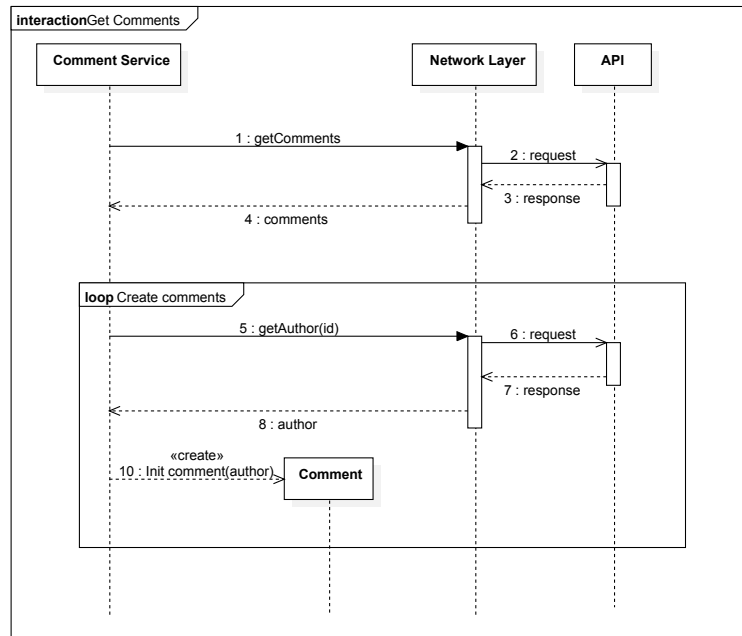 interactionGet Comments
Comment Service
Network Layer
API
1 : getComments
2 : request
3 : response
4 : comments
loop Create comments
5 : getAuthor(id)
6 : request
7 : response
8 : author
«create»
10 : Init comment(author)
Comment